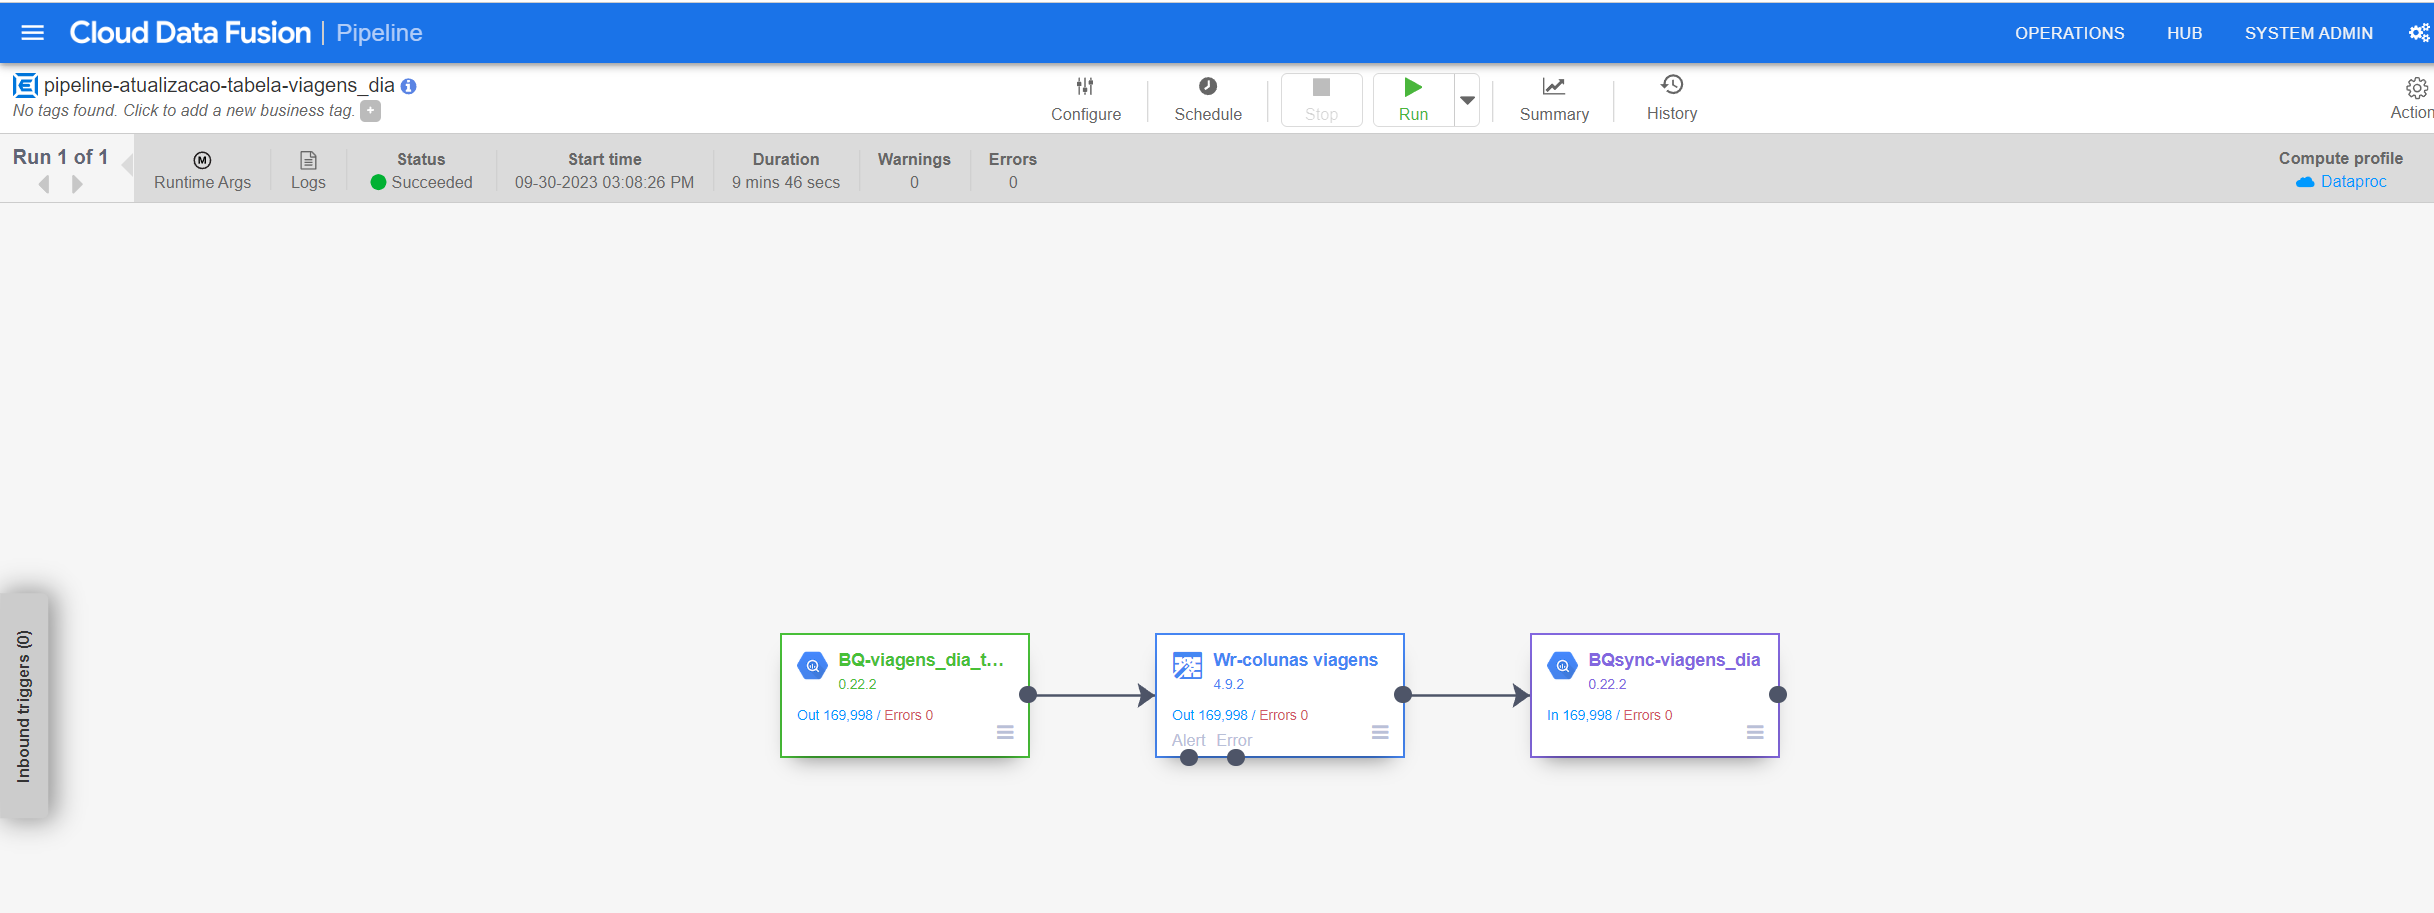 Cloud Data Fusion | Pipeline
OPERATIONS HUB SYSTEM ADMIN
pipeline-atualizacao-tabela-viagens_dia
No tags found. Click to add a new business tag. +
Configure Schedule Stop Run Summary History Action
Run 1 of 1
Runtime Args
Logs
Status
Succeeded
Start time
09-30-2023 03:08:26 PM
Duration
9 mins 46 secs
Warnings
0
Errors
0
Compute profile
Dataproc
Inbound triggers (0)
BQ-viagens_dia_t...
0.22.2
Out 169,998 / Errors 0
Wr-colunas viagens
4.9.2
Out 169,998 / Errors 0
Alert Error
BQsync-viagens_dia
0.22.2
In 169,998 / Errors 0